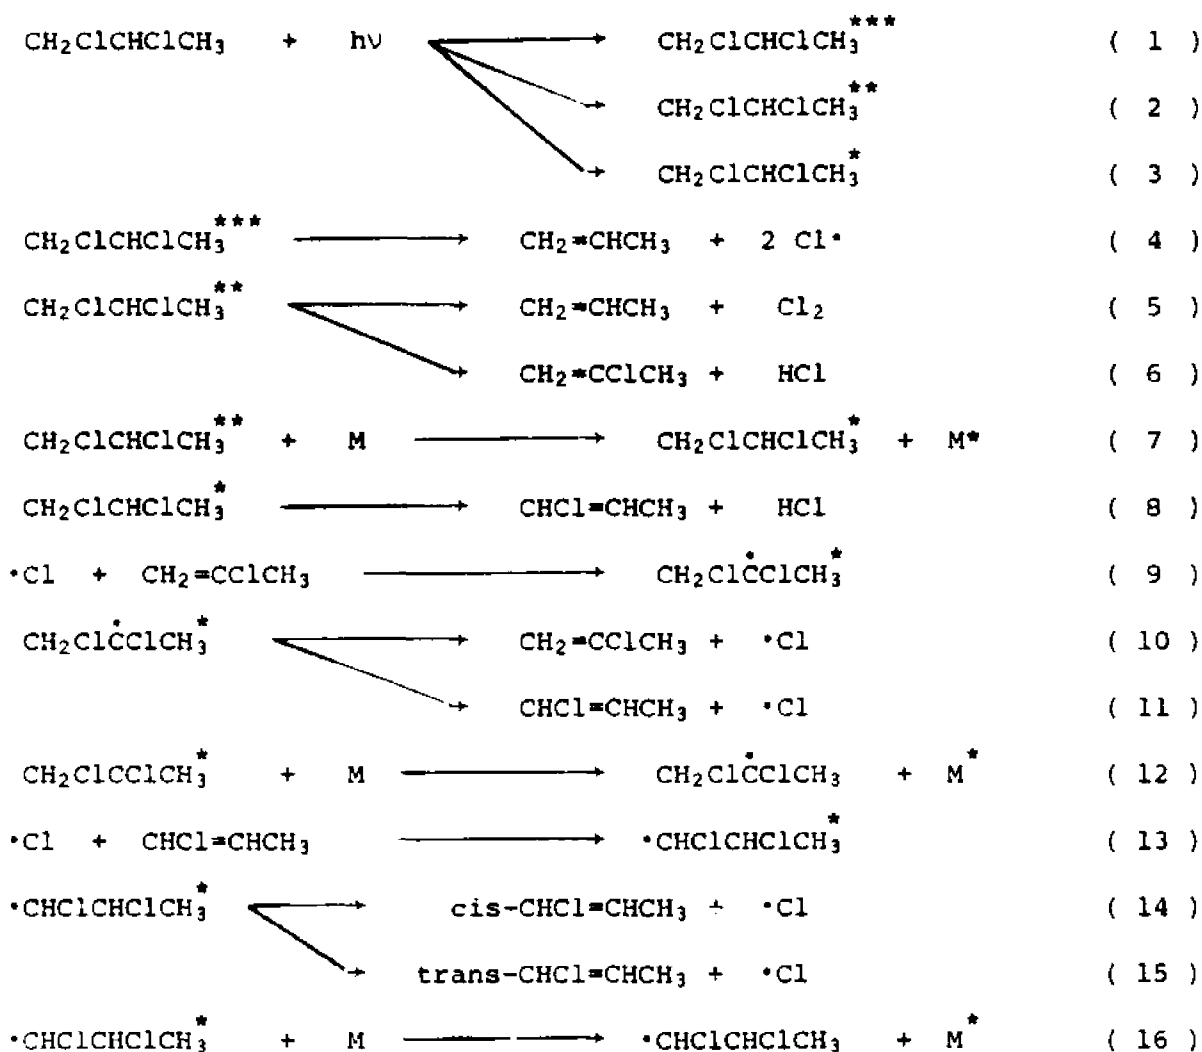 CH₂ClCHClCH₃ + hν → CH₂ClCHClCH₃*** ( 1 )
→ CH₂ClCHClCH₃** ( 2 )
→ CH₂ClCHClCH₃* ( 3 )
CH₂ClCHClCH₃*** → CH₂=CHCH₃ + 2 Cl· ( 4 )
CH₂ClCHClCH₃** → CH₂=CHCH₃ + Cl₂ ( 5 )
→ CH₂=CClCH₃ + HCl ( 6 )
CH₂ClCHClCH₃** + M → CH₂ClCHClCH₃* + M* ( 7 )
CH₂ClCHClCH₃* → CHCl=CHCH₃ + HCl ( 8 )
·Cl + CH₂=CClCH₃ → CH₂ClĊClCH₃* ( 9 )
CH₂ClĊClCH₃* → CH₂=CClCH₃ + ·Cl ( 10 )
→ CHCl=CHCH₃ + ·Cl ( 11 )
CH₂ClCClCH₃* + M → CH₂ClĊClCH₃ + M* ( 12 )
·Cl + CHCl=CHCH₃ → ·CHClCHClCH₃* ( 13 )
·CHClCHClCH₃* → cis-CHCl=CHCH₃ + ·Cl ( 14 )
→ trans-CHCl=CHCH₃ + ·Cl ( 15 )
·CHClCHClCH₃* + M → ·CHClCHClCH₃ + M* ( 16 )